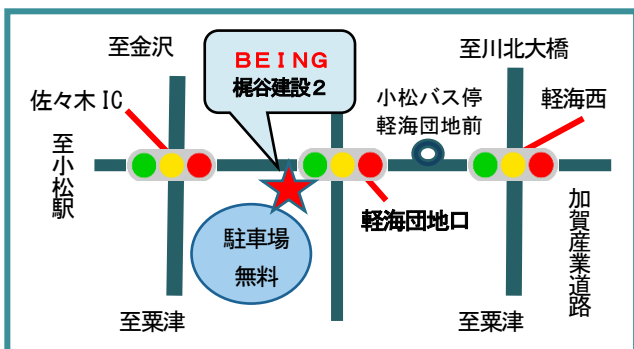 至金沢
BEING
梶谷建設2
至川北大橋
佐々木IC
小松バス停
軽海団地前
軽海西
至小松駅
軽海団地口
加賀産業道路
駐車場
無料
至粟津
至粟津